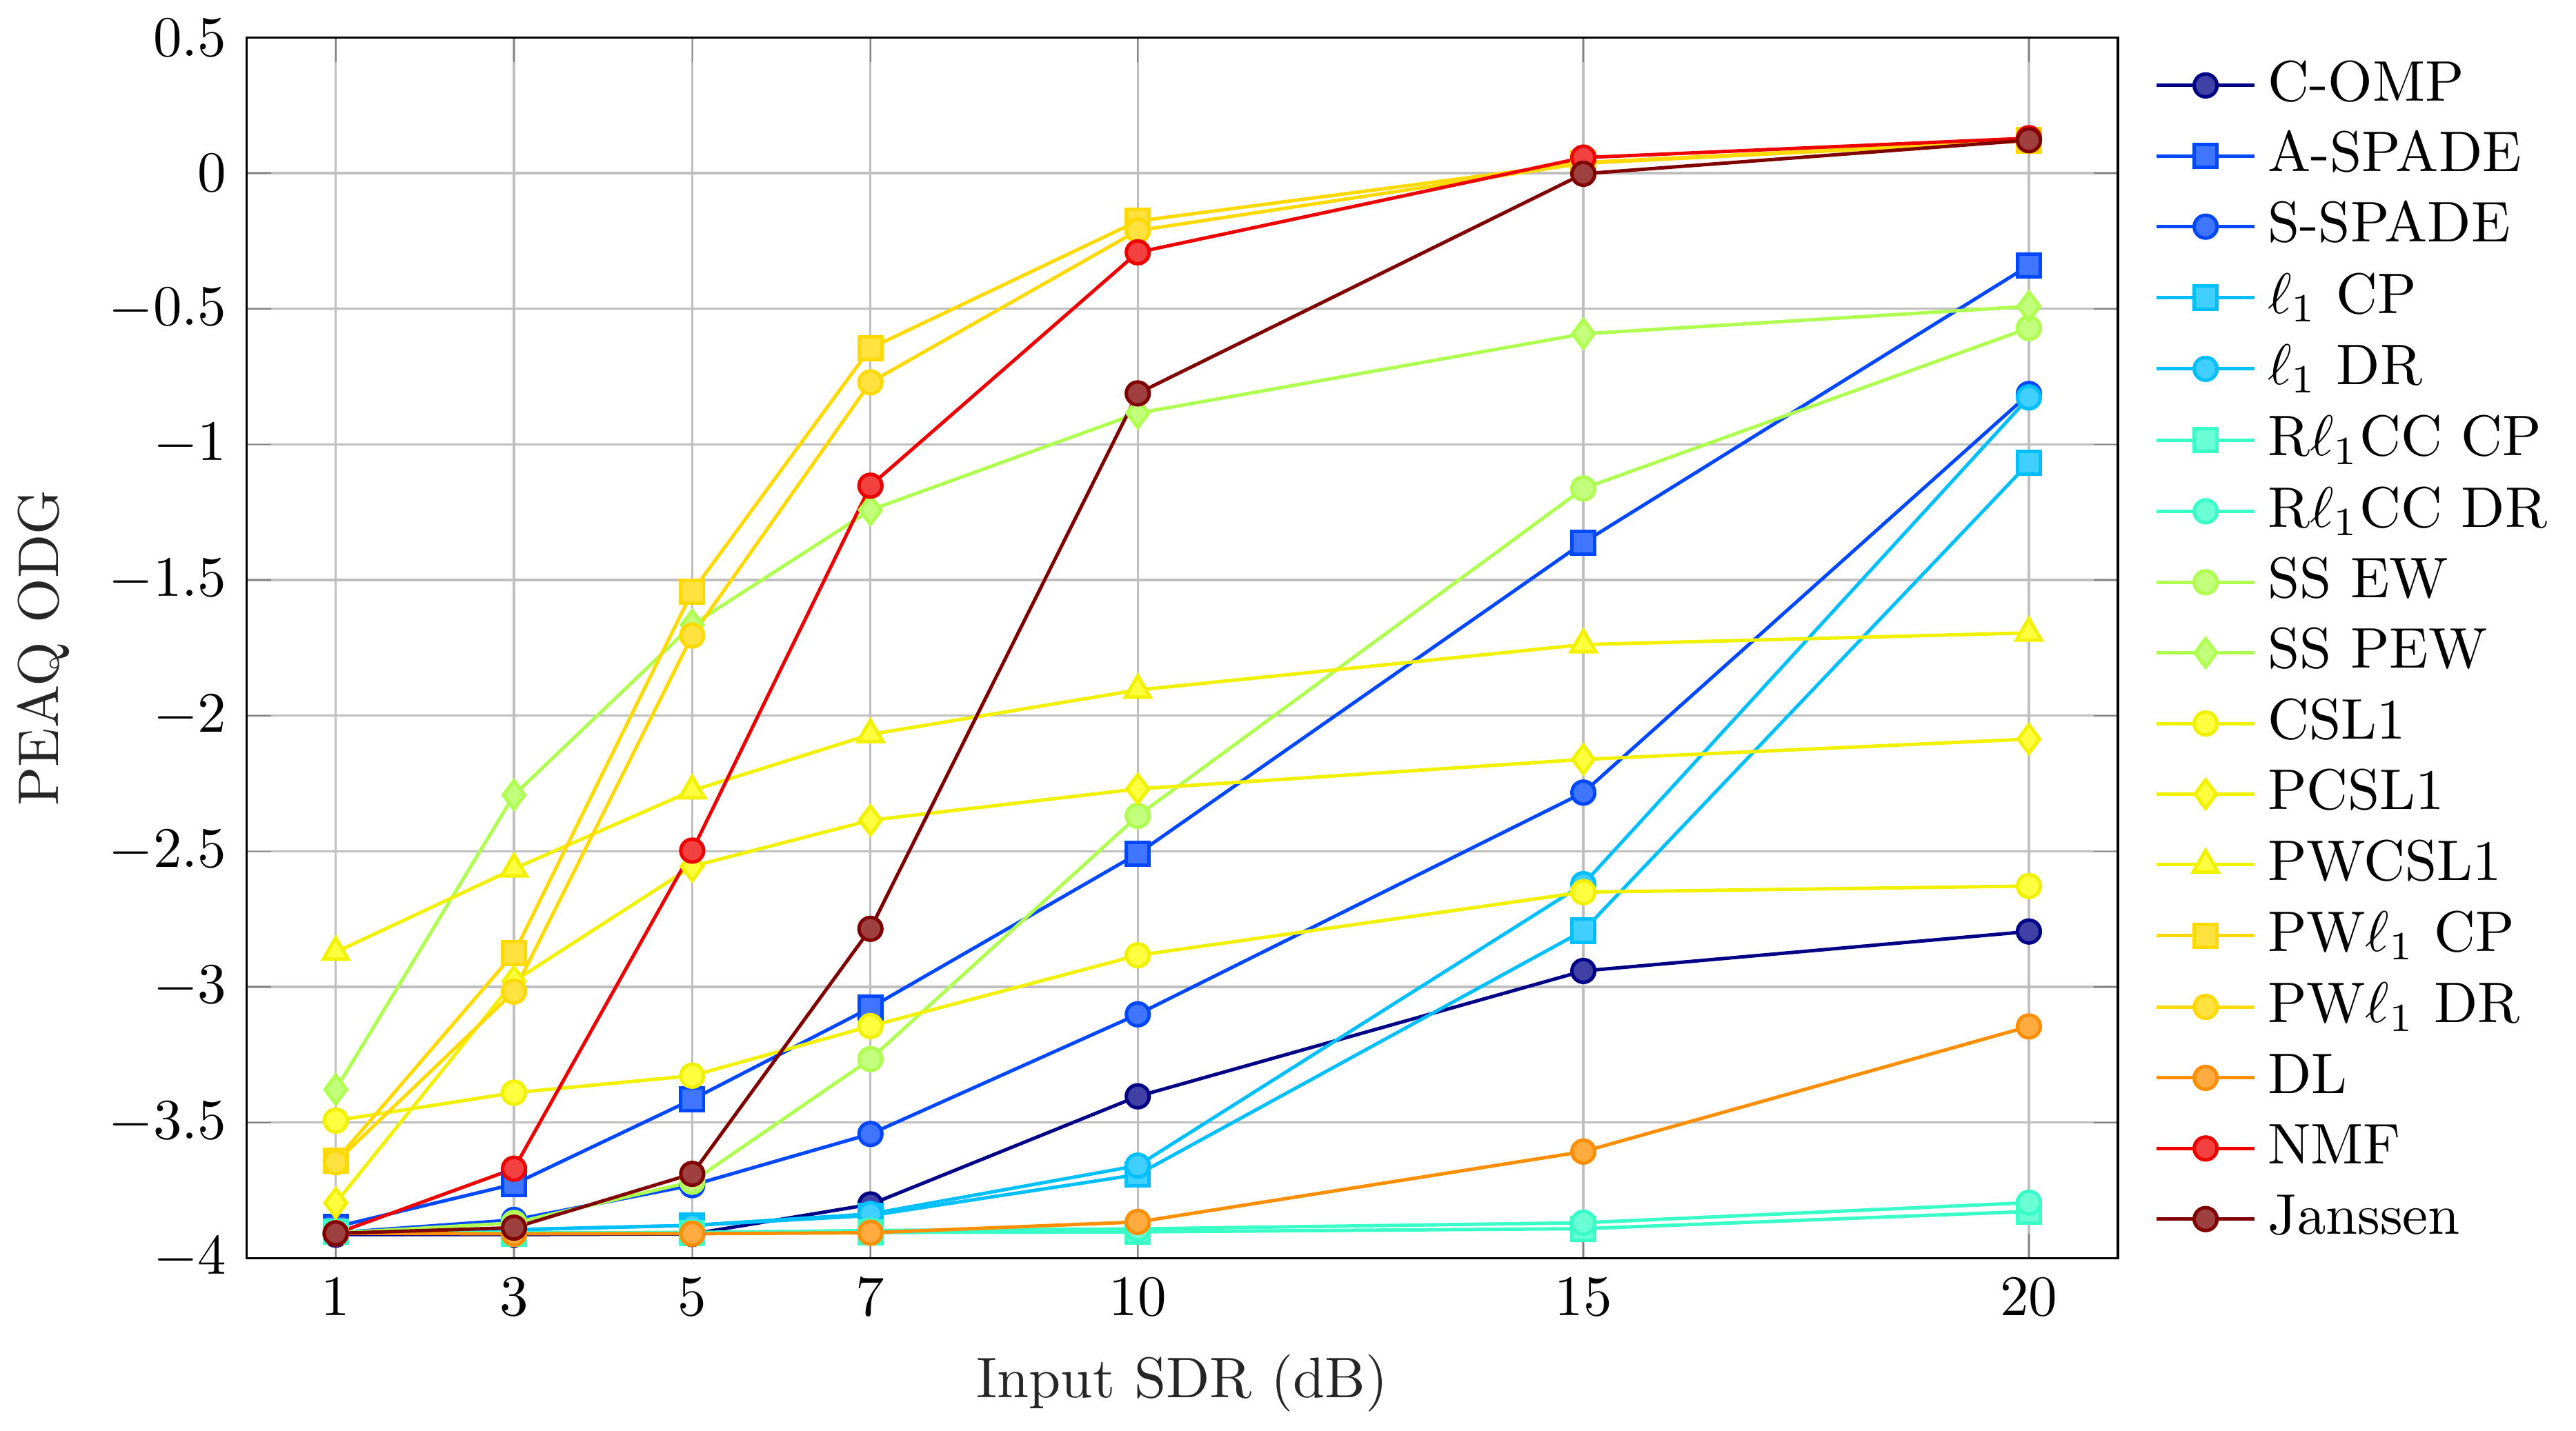 0.5
0
−0.5
−1
−1.5
−2
−2.5
−3
−3.5
−4
PEAQ ODG
1 3 5 7 10 15 20
Input SDR (dB)
C-OMP
A-SPADE
S-SPADE
ℓ₁ CP
ℓ₁ DR
Rℓ₁CC CP
Rℓ₁CC DR
SS EW
SS PEW
CSL1
PCSL1
PWCSL1
PWℓ₁ CP
PWℓ₁ DR
DL
NMF
Janssen